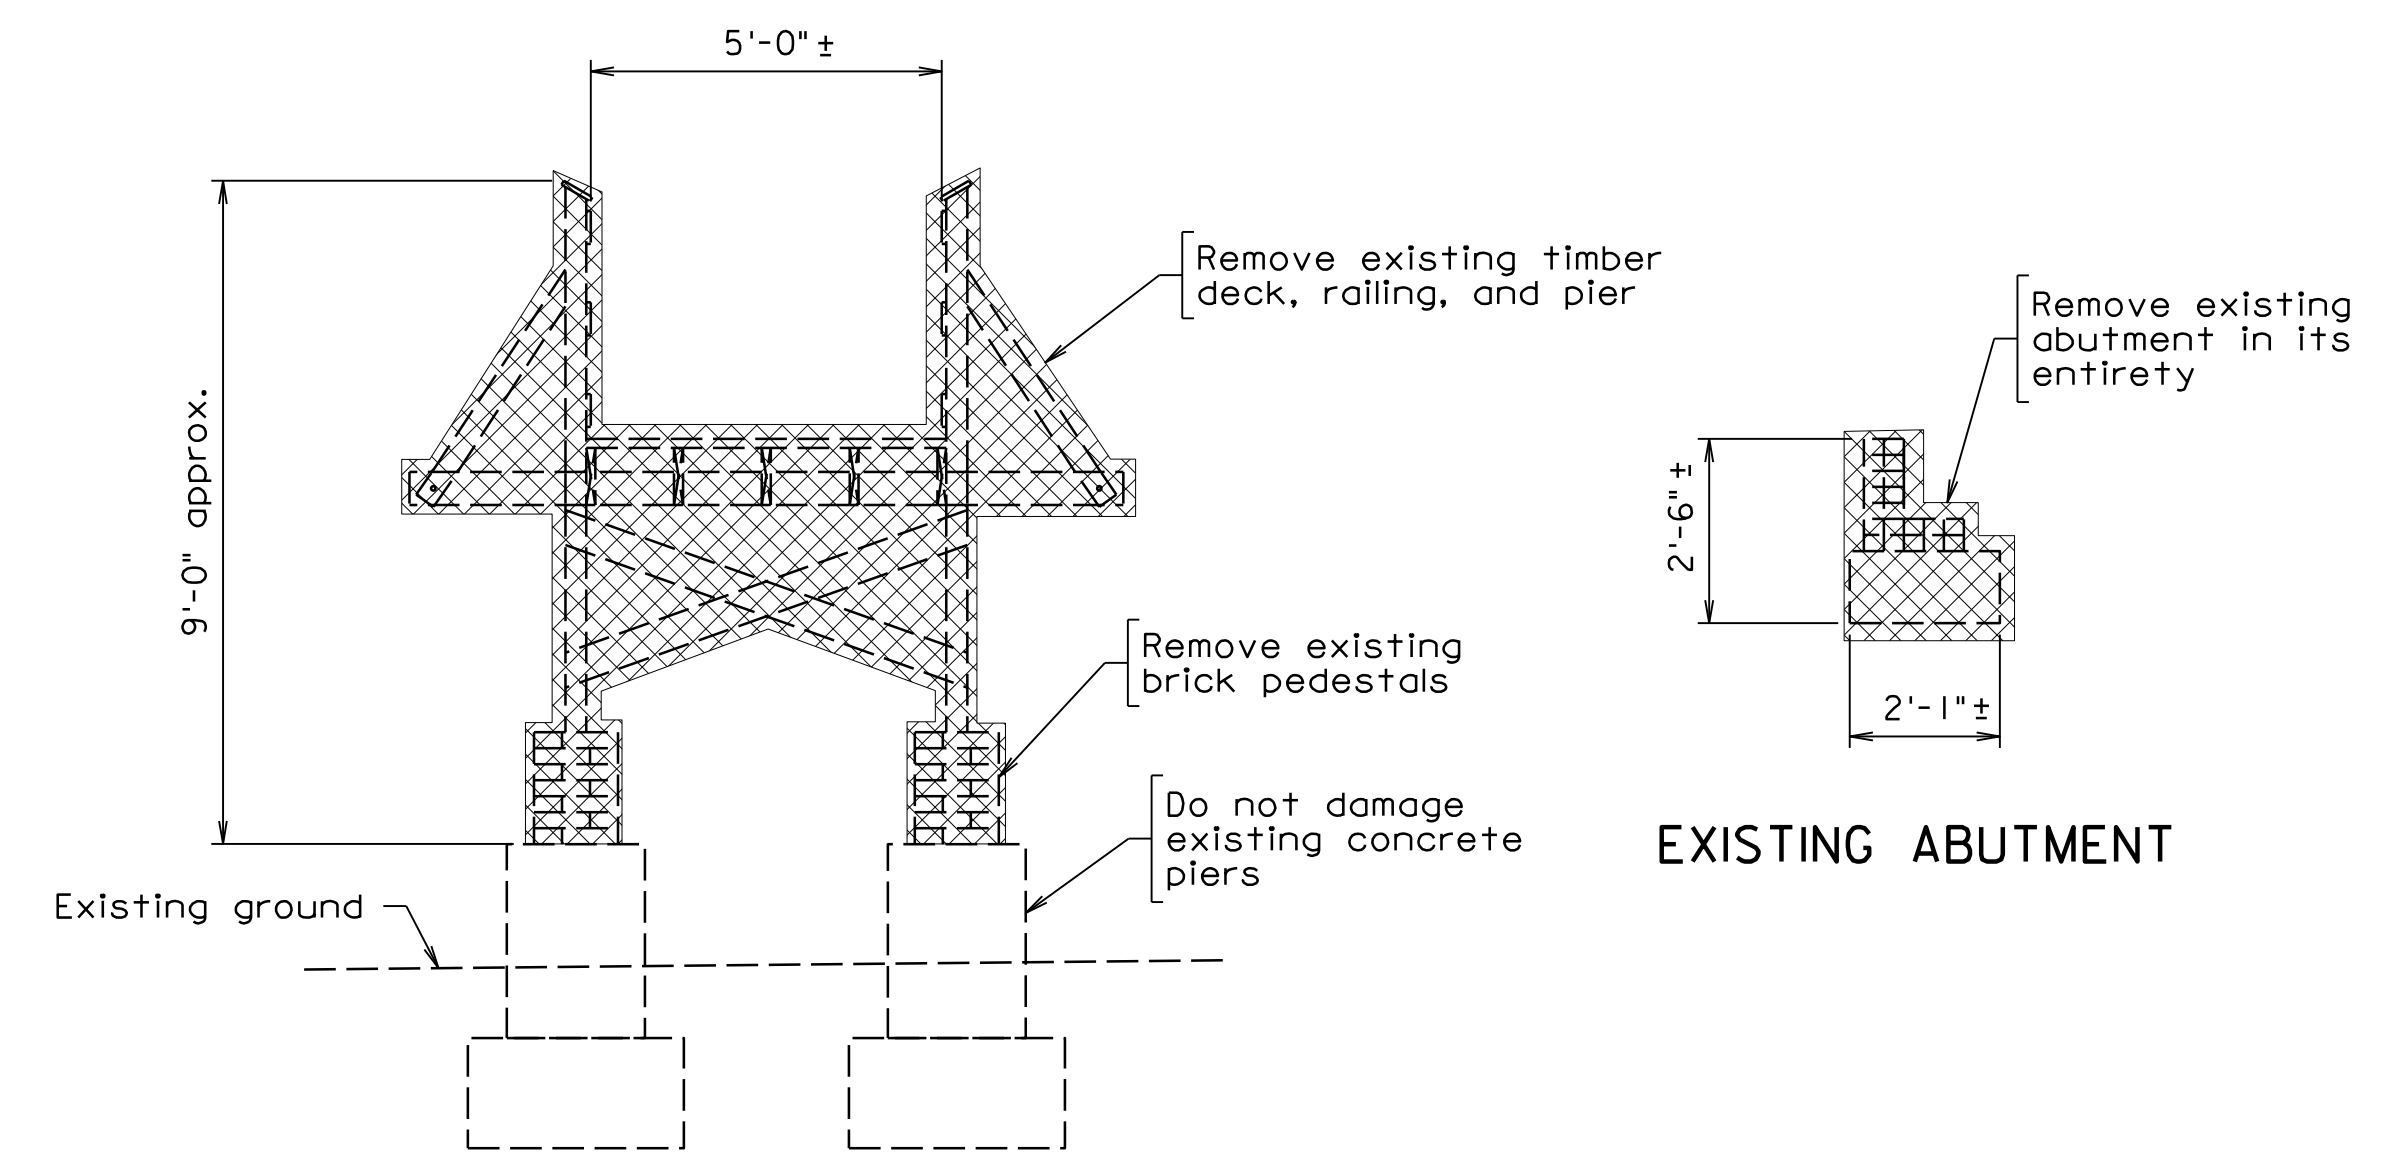 5'-0"±
9'-0" approx.
Remove existing timber
deck, railing, and pier
Remove existing
brick pedestals
Do not damage
existing concrete
piers
Existing ground
Remove existing
abutment in its
entirety
2'-6"±
2'-1"±
EXISTING ABUTMENT